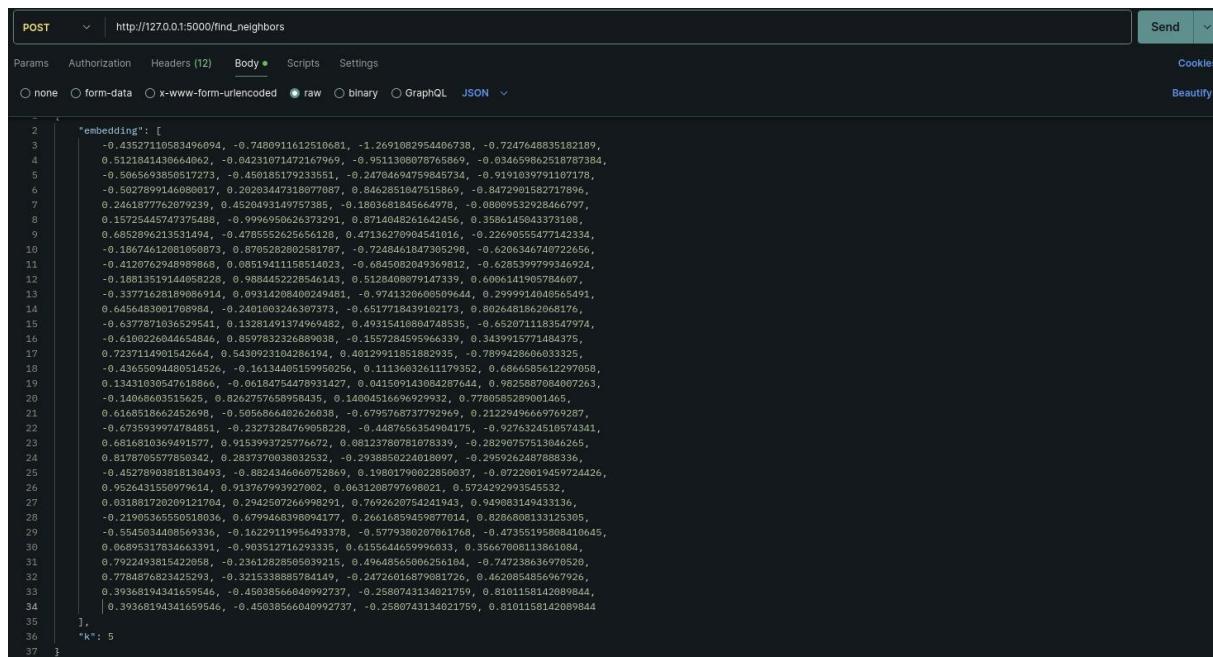 POST http://127.0.0.1:5000/find_neighbors Send
Params Authorization Headers (12) Body Scripts Settings Cookies
none form-data x-www-form-urlencoded raw binary GraphQL JSON Beautify
2 "embedding": [
3 -0.43527110583496094, -0.7480911612510681, -1.2691082954406738, -0.7247648835182189,
4 0.5121841430664062, -0.04231071472167969, -0.9511308078765869, -0.034659862518787384,
5 -0.5065693850517273, -0.450185179233551, -0.24704694759845734, -0.9191039791107178,
6 -0.5027899146080017, 0.20203447318077087, 0.8462851047515869, -0.8472901582717896,
7 0.2461877762079239, 0.4520493149757385, -0.1803681845664978, -0.08009532928466797,
8 0.15725445747375488, -0.9996950626373291, 0.8714048261642456, 0.3586145043373108,
9 0.6852896213531494, -0.4785552625656128, 0.47136270904541016, -0.22690555477142334,
10 -0.18674612081050873, 0.8705282802581787, -0.7248461847305298, -0.6206346740722656,
11 -0.4120762948989868, 0.08519411158514023, -0.6845082049369812, -0.6285399799346924,
12 -0.18813519144058228, 0.9884452228546143, 0.5128408079147339, 0.6006141905784607,
13 -0.33771628189086914, 0.09314208400249481, -0.9741320600509644, 0.2999914040565491,
14 0.6456483001708984, -0.2401003246307373, -0.6517718439102173, 0.8026481862068176,
15 -0.6377871036529541, 0.13281491374969482, 0.49315410804748535, -0.6520711183547974,
16 -0.6100226044654846, 0.8597832326889038, -0.1557284595966339, 0.3439915771484375,
17 0.7237114901542664, 0.5430923104286194, 0.40129911851882935, -0.7899428606033325,
18 -0.43655094480514526, -0.16134405159950256, 0.11136032611179352, 0.6866585612297058,
19 0.13431030547618866, -0.06184754478931427, 0.041509143084287644, 0.9825887084007263,
20 -0.14068603515625, 0.8262757658958435, 0.14004516696929932, 0.7780585289001465,
21 0.6168518662452698, -0.5056866402626038, -0.6795768737792969, 0.21229496669769287,
22 -0.6735939974784851, -0.23273284769058228, -0.4487656354904175, -0.9276324510574341,
23 0.6816810369491577, 0.9153993725776672, 0.08123780781078339, -0.28290757513046265,
24 0.8178705577850342, 0.2837370038032532, -0.2938850224018097, -0.2959262487888336,
25 -0.45278903818130493, -0.8824346060752869, 0.19801790022850037, -0.07220019459724426,
26 0.9526431550979614, 0.913767993927002, 0.0631208797698021, 0.5724292993545532,
27 0.031881720209121704, 0.2942507266998291, 0.7692620754241943, 0.949083149433136,
28 -0.21905365550518036, 0.6799468398094177, 0.26616859459877014, 0.8286808133125305,
29 -0.5545034408569336, -0.16229119956493378, -0.5779380207061768, -0.47355195808410645,
30 0.06895317834663391, -0.903512716293335, 0.6155644659996033, 0.35667008113861084,
31 0.7922493815422058, -0.23612828505039215, 0.49648565006256104, -0.747238636970520,
32 0.7784876823425293, -0.3215338885784149, -0.24726016879081726, 0.4620854856967926,
33 0.39368194341659546, -0.45038566040992737, -0.2580743134021759, 0.8101158142089844,
34 0.39368194341659546, -0.45038566040992737, -0.2580743134021759, 0.8101158142089844
35 ],
36 "k": 5
37 }